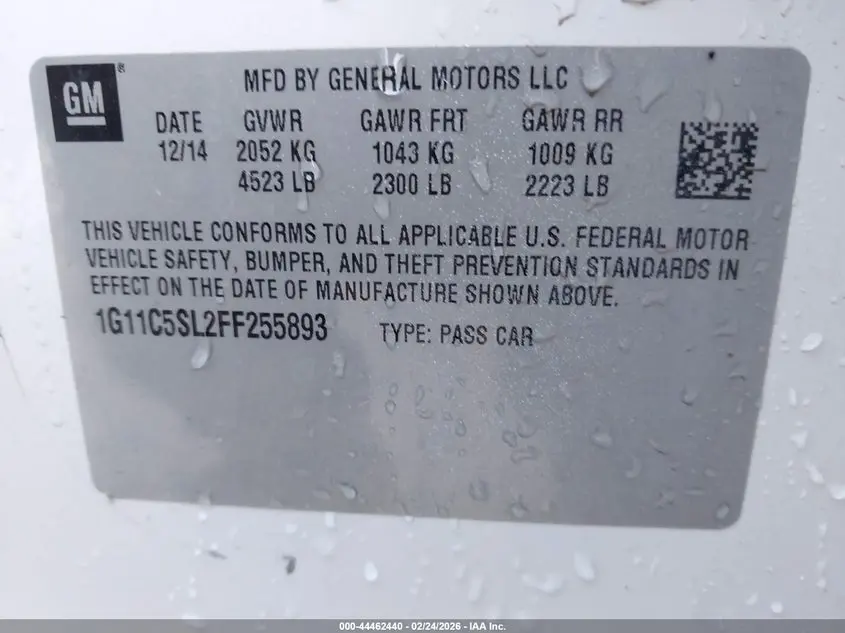 GM®
MFD BY GENERAL MOTORS LLC
DATE GVWR GAWR FRT GAWR RR
12/14 2052 KG 1043 KG 1009 KG
4523 LB 2300 LB 2223 LB
THIS VEHICLE CONFORMS TO ALL APPLICABLE U.S. FEDERAL MOTOR
VEHICLE SAFETY, BUMPER, AND THEFT PREVENTION STANDARDS IN
EFFECT ON THE DATE OF MANUFACTURE SHOWN ABOVE.
1G11C5SL2FF255893 TYPE: PASS CAR
000-44462440 - 02/24/2026 - IAA Inc.